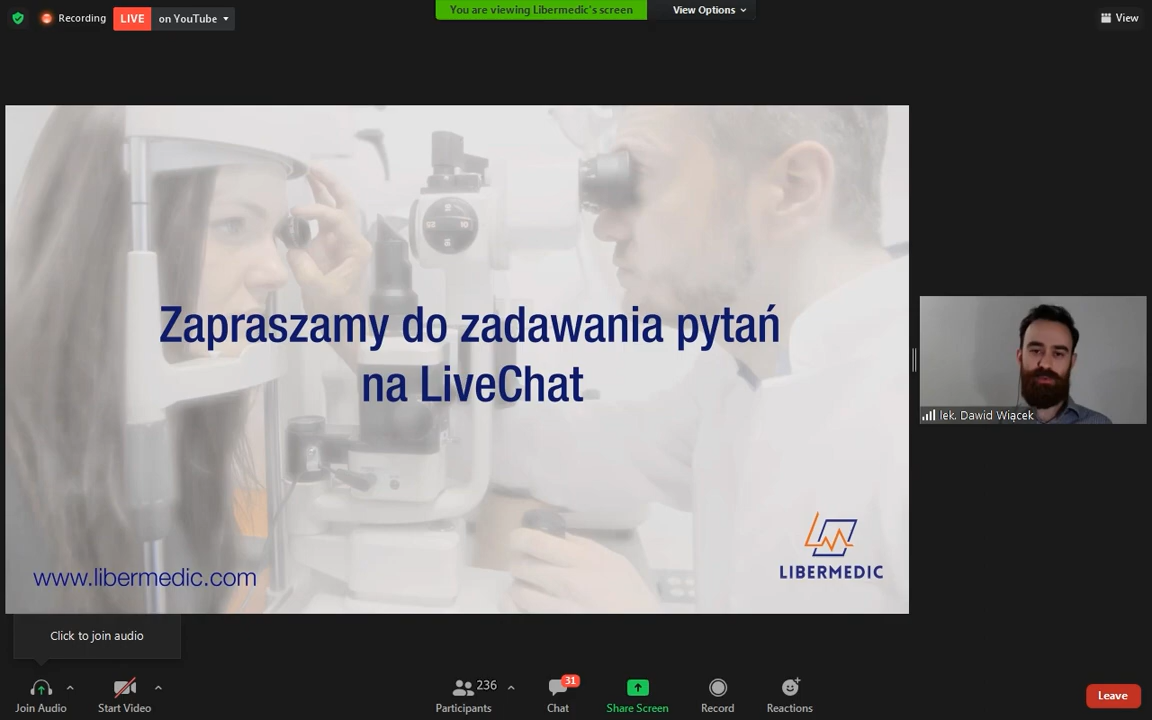 Recording
LIVE on YouTube
You are viewing Libermedic's screen
View Options
View
Zapraszamy do zadawania pytań
na LiveChat
www.libermedic.com
LIBERMEDIC
lek. Dawid Wiącek
Click to join audio
Join Audio
Start Video
236
Participants
31
Chat
Share Screen
Record
Reactions
Leave